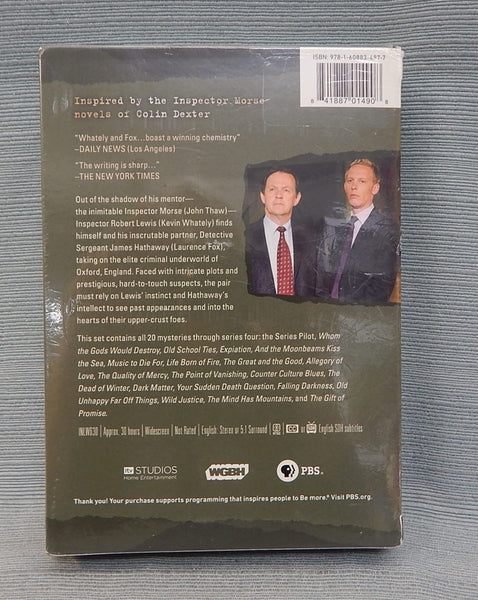 ISBN: 978-1-60883-497-7
8 41887 01490 8
Inspired by the Inspector Morse
novels of Colin Dexter
"Whately and Fox...boast a winning chemistry"
–DAILY NEWS (Los Angeles)
"The writing is sharp..."
–THE NEW YORK TIMES
Out of the shadow of his mentor—
the inimitable Inspector Morse (John Thaw)—
Inspector Robert Lewis (Kevin Whately) finds
himself and his inscrutable partner, Detective
Sergeant James Hathaway (Laurence Fox),
taking on the elite criminal underworld of
Oxford, England. Faced with intricate plots and
prestigious, hard-to-touch suspects, the pair
must rely on Lewis' instinct and Hathaway's
intellect to see past appearances and into the
hearts of their upper-crust foes.
This set contains all 20 mysteries through series four: the Series Pilot, Whom
the Gods Would Destroy, Old School Ties, Expiation, And the Moonbeams Kiss
the Sea, Music to Die For, Life Born of Fire, The Great and the Good, Allegory of
Love, The Quality of Mercy, The Point of Vanishing, Counter Culture Blues, The
Dead of Winter, Dark Matter, Your Sudden Death Question, Falling Darkness, Old
Unhappy Far Off Things, Wild Justice, The Mind Has Mountains, and The Gift of
Promise.
INLW630 | Approx. 30 hours | Widescreen | Not Rated | English: Stereo or 5.1 Surround | CC or English SDH subtitles
itv STUDIOS
Home Entertainment
WGBH
PBS.
Thank you! Your purchase supports programming that inspires people to Be more.® Visit PBS.org.